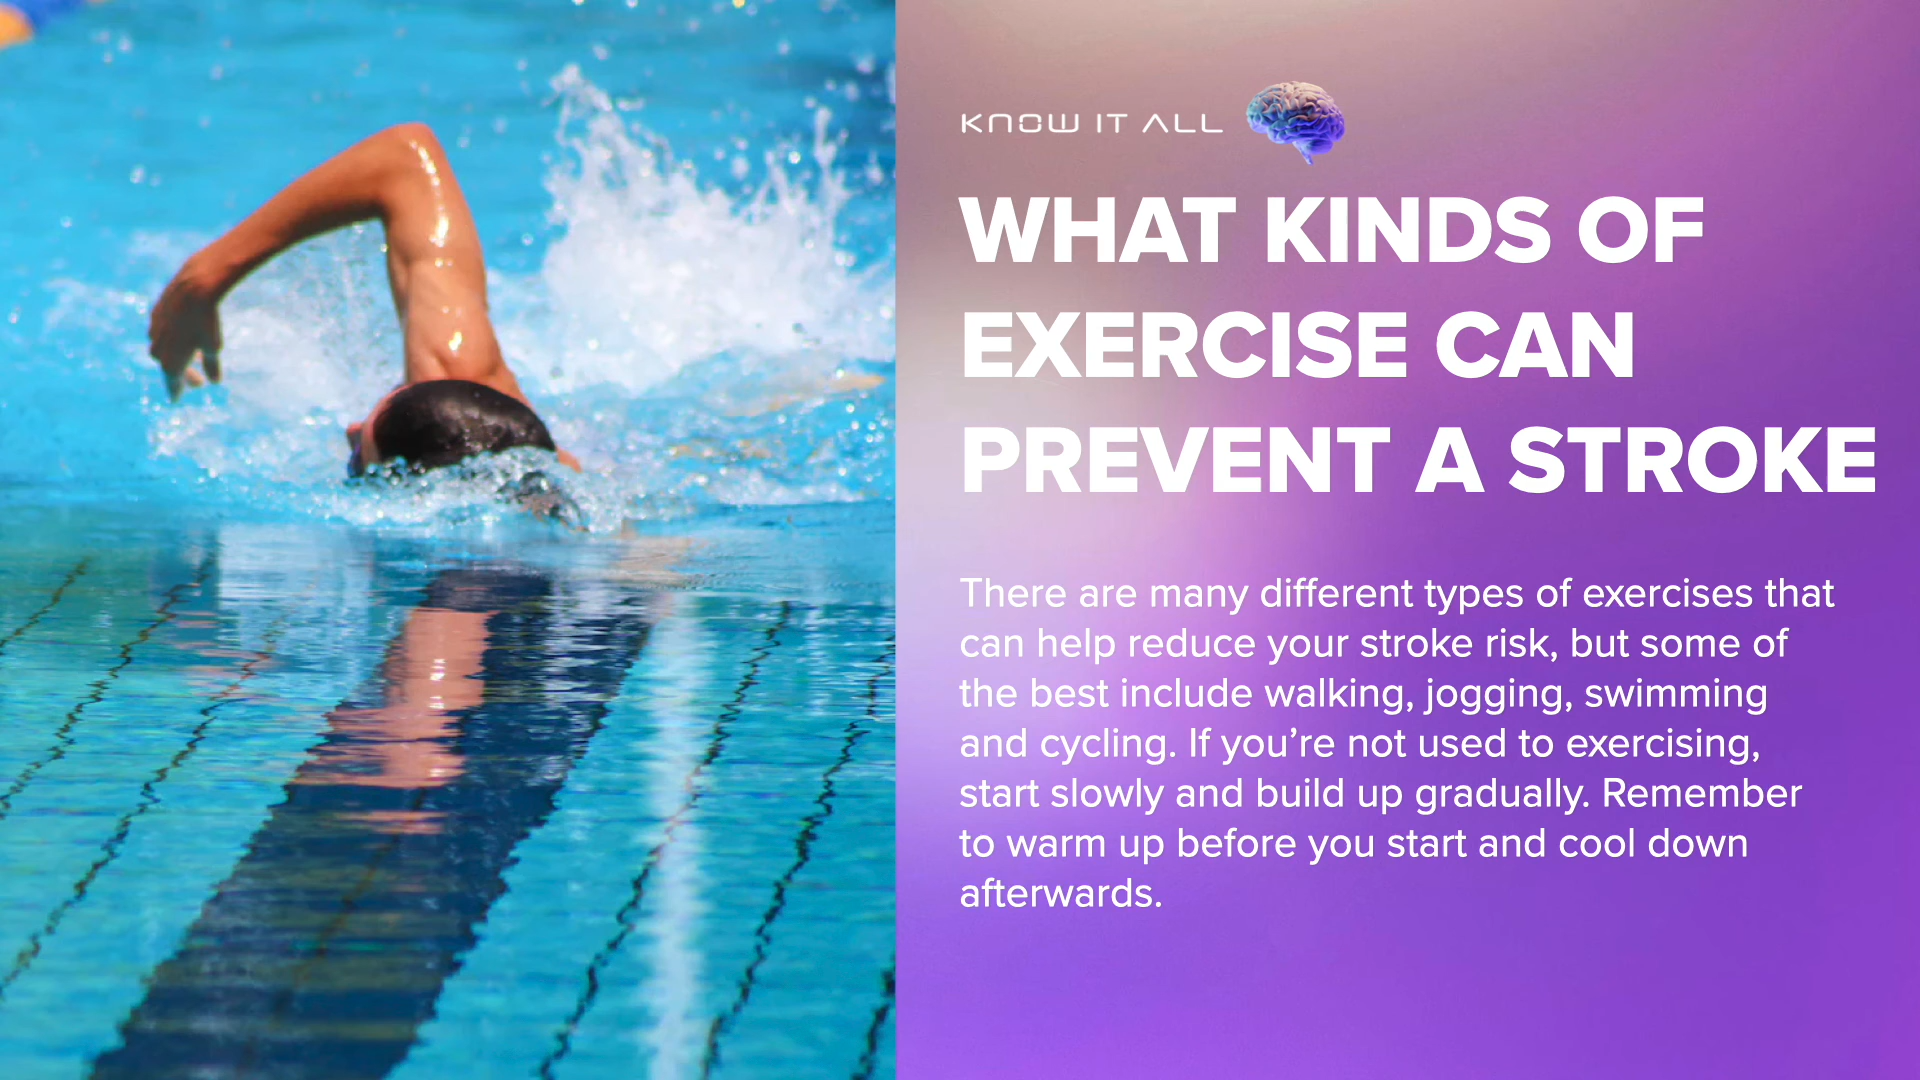 KNOW IT ALL
WHAT KINDS OF
EXERCISE CAN
PREVENT A STROKE
There are many different types of exercises that
can help reduce your stroke risk, but some of
the best include walking, jogging, swimming
and cycling. If you’re not used to exercising,
start slowly and build up gradually. Remember
to warm up before you start and cool down
afterwards.